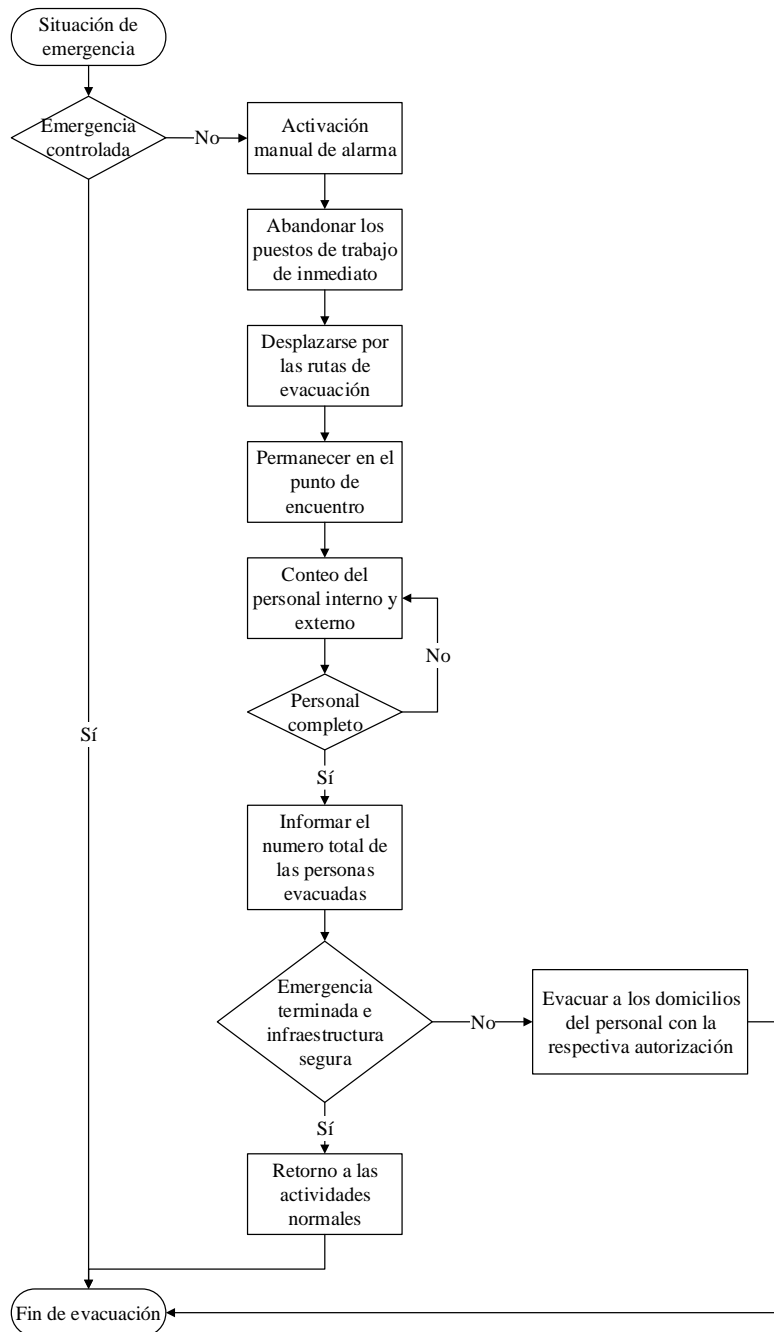 Situación de
emergencia
Emergencia
controlada
No
Activación
manual de alarma
Abandonar los
puestos de trabajo
de inmediato
Desplazarse por
las rutas de
evacuación
Permanecer en el
punto de
encuentro
Conteo del
personal interno y
externo
No
Personal
completo
Sí
Sí
Informar el
numero total de
las personas
evacuadas
Emergencia
terminada e
infraestructura
segura
No
Evacuar a los domicilios
del personal con la
respectiva autorización
Sí
Retorno a las
actividades
normales
Fin de evacuación